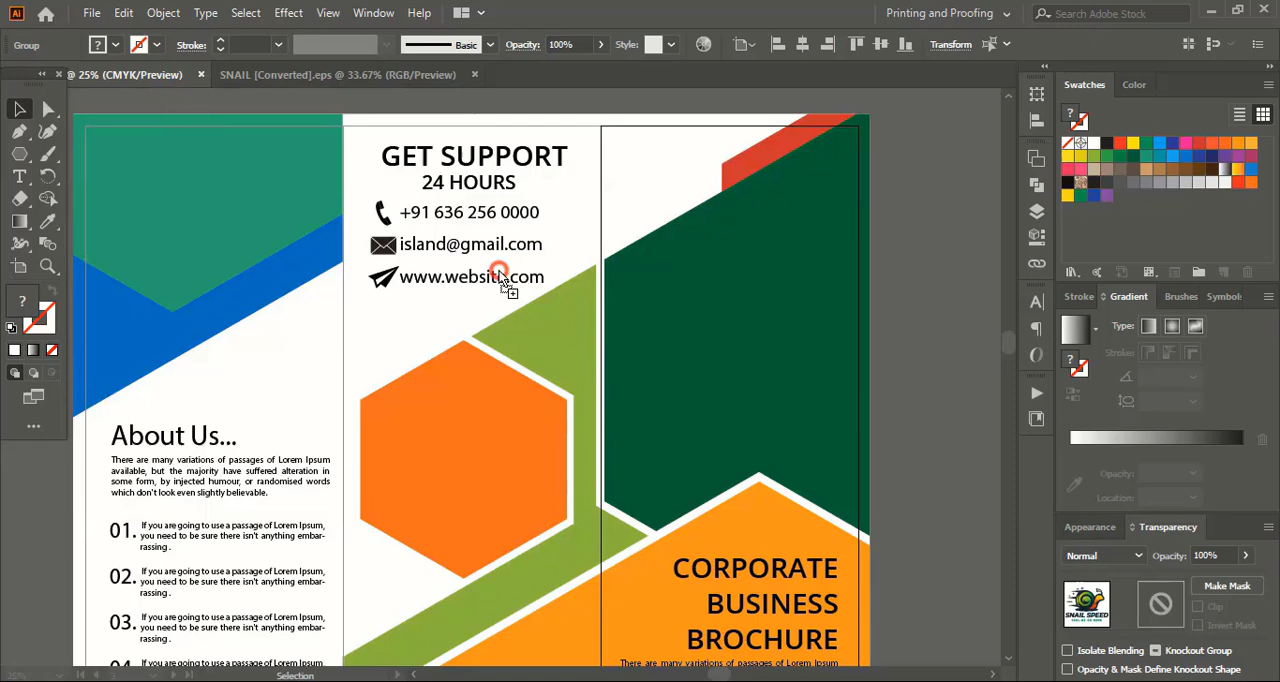 Ai
File
Edit
Object
Type
Select
Effect
View
Window
Help
Printing and Proofing
Search Adobe Stock
Group
?
Stroke:
Basic
Opacity:
100%
Style:
Transform
@ 25% (CMYK/Preview)
SNAIL [Converted].eps @ 33.67% (RGB/Preview)
GET SUPPORT
24 HOURS
+91 636 256 0000
island@gmail.com
www.website.com
About Us...
There are many variations of passages of Lorem Ipsum
available, but the majority have suffered alteration in
some form, by injected humour, or randomised words
which don't look even slightly believable.
01. If you are going to use a passage of Lorem Ipsum,
you need to be sure there isn't anything embar-
rassing .
02. If you are going to use a passage of Lorem Ipsum,
you need to be sure there isn't anything embar-
rassing .
03. If you are going to use a passage of Lorem Ipsum,
you need to be sure there isn't anything embar-
rassing .
04. If you are going to use a passage of Lorem Ipsum,
CORPORATE
BUSINESS
BROCHURE
There are many variations of passages of Lorem Ipsum
Swatches
Color
?
Stroke
Gradient
Brushes
Symbols
Type:
Stroke:
?
Opacity:
Location:
Appearance
Transparency
Normal
Opacity:
100%
SNAIL SPEED
Make Mask
Clip
Invert Mask
Isolate Blending
Knockout Group
Opacity & Mask Define Knockout Shape
?
25%
Selection